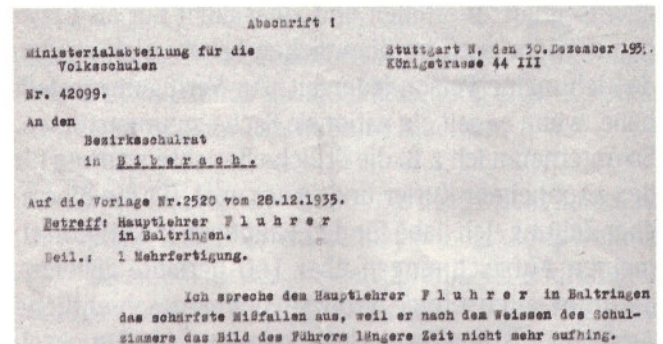 Abschrift !
Ministerialabteilung für die Volksschulen
Stuttgart N, den 30.Dezember 193
Königstrasse 44 III
Nr. 42099.
An den
Bezirksschulrat
in B i b e r a c h.
Auf die Vorlage Nr.2520 vom 28.12.1935.
Betreff: Hauptlehrer F l u h r e r
in Baltringen.
Beil.: 1 Mehrfertigung.
Ich spreche dem Hauptlehrer F l u h r e r in Baltringen
das schärfste Mißfallen aus, weil er nach dem Weissen des Schul-
zimmers das Bild des Führers längere Zeit nicht mehr aufhing.